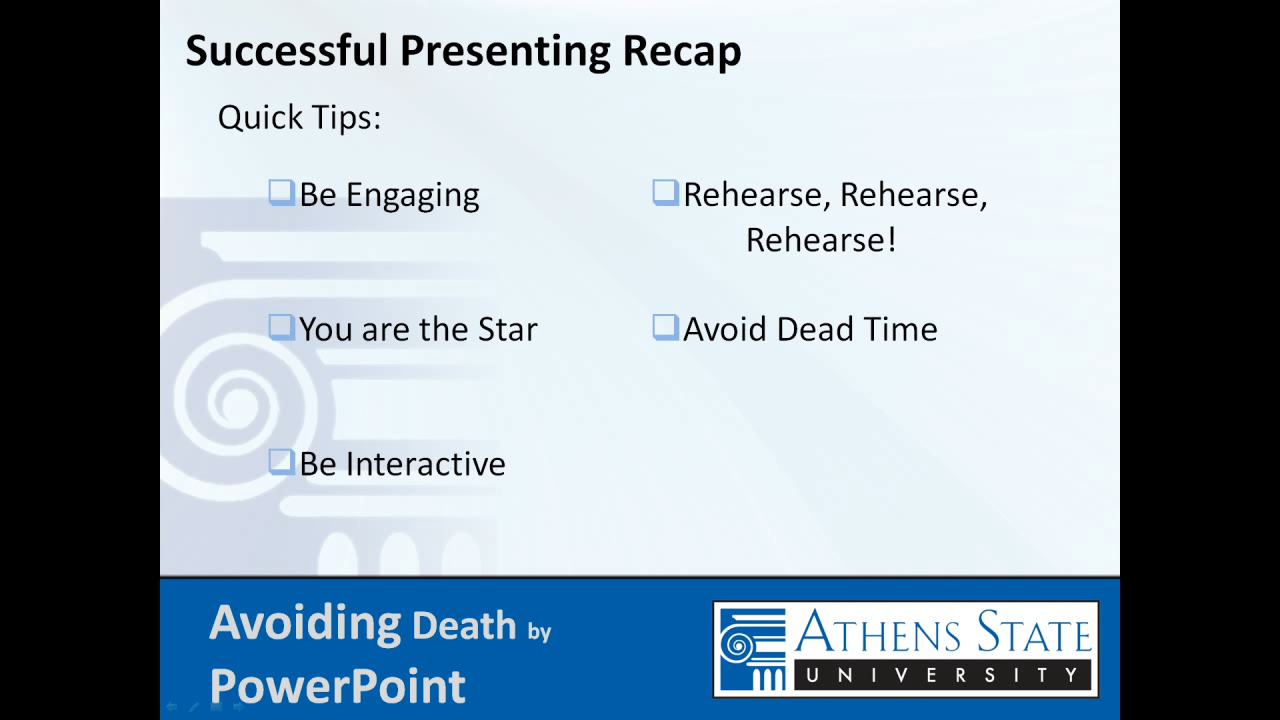 Successful Presenting Recap
Quick Tips:
Be Engaging
Rehearse, Rehearse,
Rehearse!
You are the Star
Avoid Dead Time
Be Interactive
Avoiding Death by
PowerPoint
ATHENS STATE
UNIVERSITY